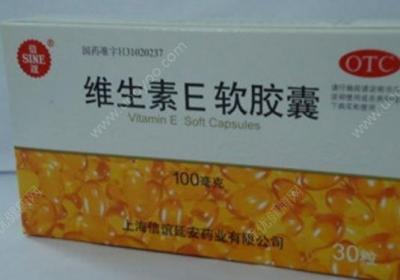 信谊
SINE
国药准字H31020237
OTC
维生素E软胶囊
Vitamin E Soft Capsules
100毫克
上海信谊延安药业有限公司
30粒